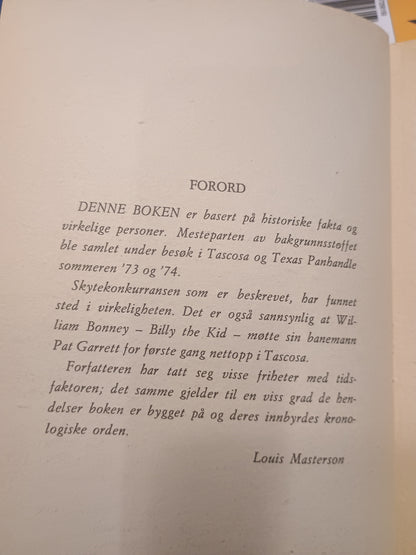 FORORD
DENNE BOKEN er basert på historiske fakta og
virkelige personer. Mesteparten av bakgrunnsstoffet
ble samlet under besøk i Tascosa og Texas Panhandle
sommeren '73 og '74.
Skytekonkurransen som er beskrevet, har funnet
sted i virkeligheten. Det er også sannsynlig at Wil-
liam Bonney – Billy the Kid – møtte sin banemann
Pat Garrett for første gang nettopp i Tascosa.
Forfatteren har tatt seg visse friheter med tids-
faktoren; det samme gjelder til en viss grad de hen-
delser boken er bygget på og deres innbyrdes krono-
logiske orden.
Louis Masterson